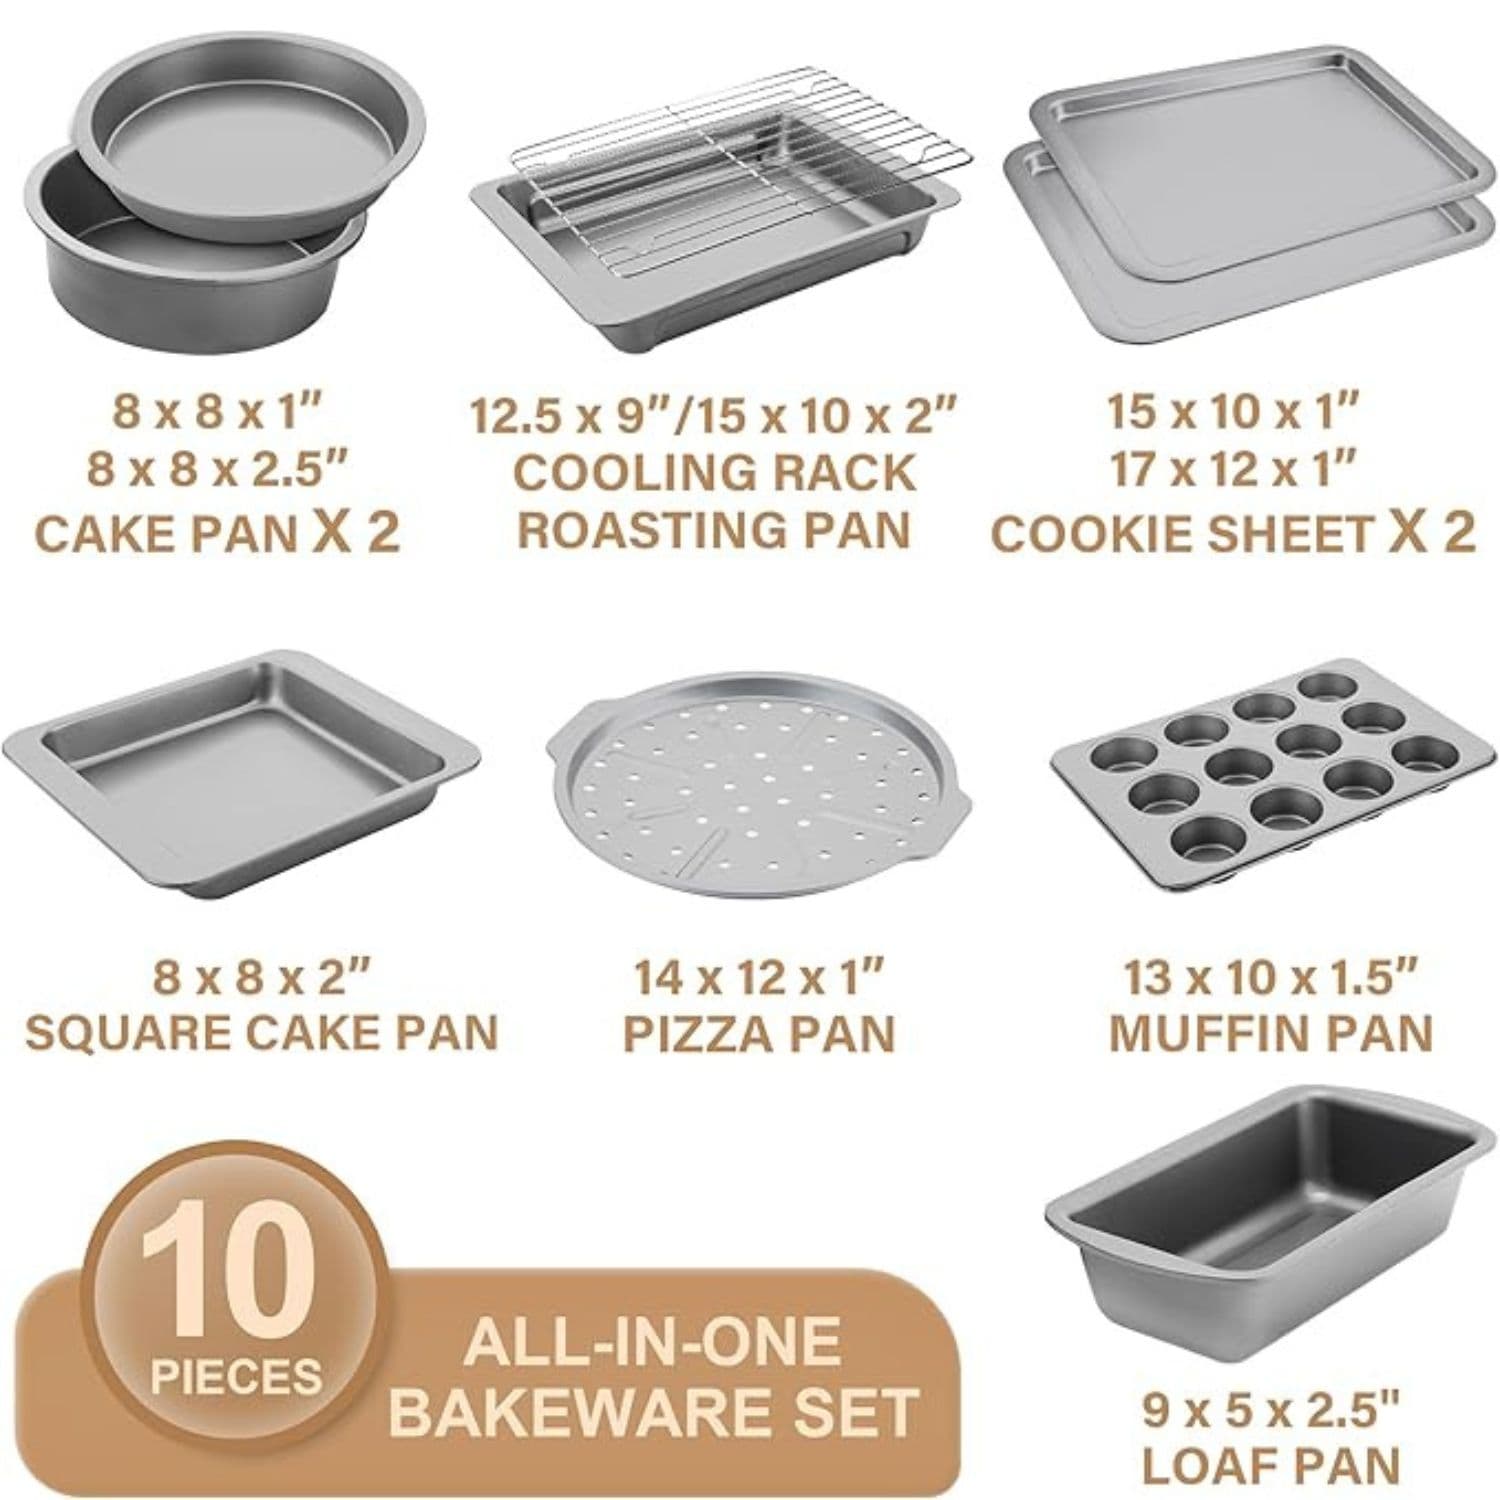 8 x 8 x 1"
8 x 8 x 2.5"
CAKE PAN X 2
12.5 x 9"/15 x 10 x 2"
COOLING RACK
ROASTING PAN
15 x 10 x 1"
17 x 12 x 1"
COOKIE SHEET X 2
8 x 8 x 2"
SQUARE CAKE PAN
14 x 12 x 1"
PIZZA PAN
13 x 10 x 1.5"
MUFFIN PAN
10
PIECES
ALL-IN-ONE
BAKEWARE SET
9 x 5 x 2.5"
LOAF PAN